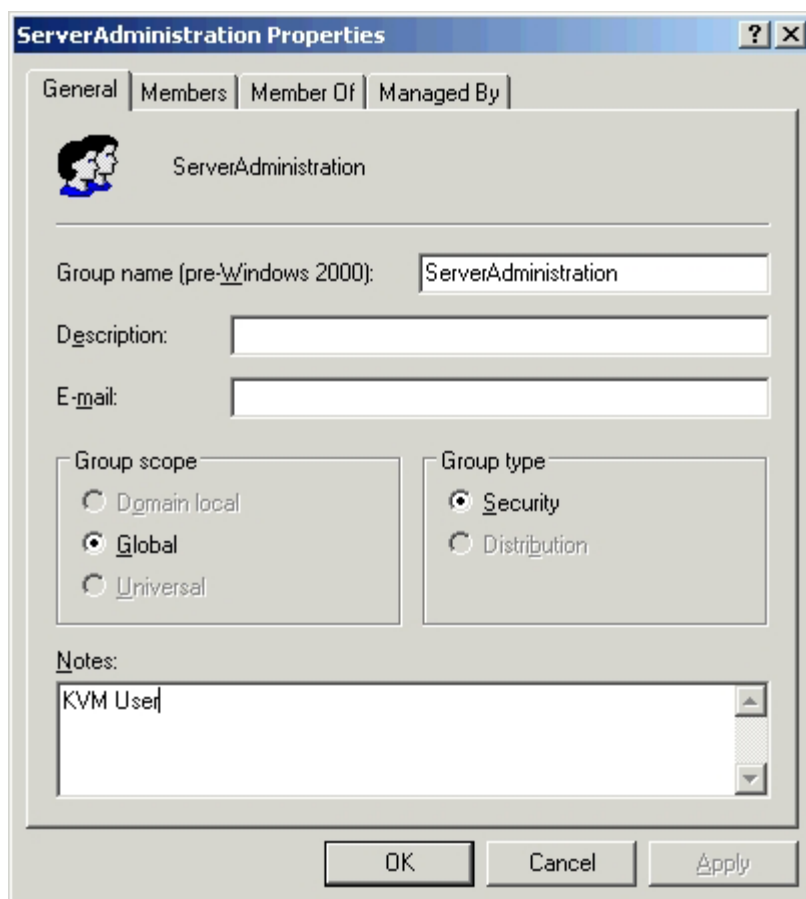 ServerAdministration Properties
General Members Member Of Managed By
ServerAdministration
Group name (pre-Windows 2000): ServerAdministration
Description:
E-mail:
Group scope
Domain local
Global
Universal
Group type
Security
Distribution
Notes:
KVM User
OK Cancel Apply